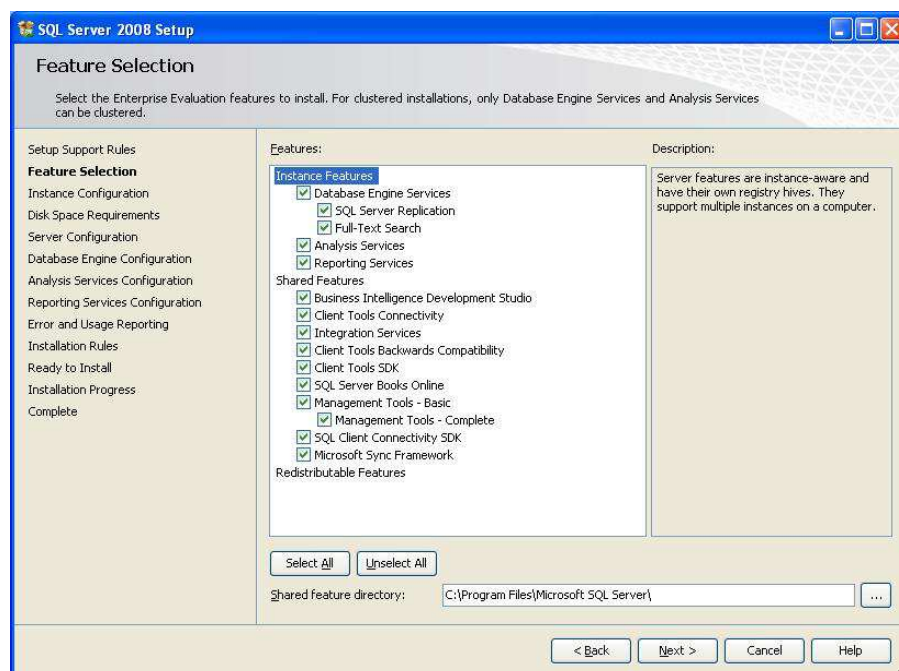 SQL Server 2008 Setup
Feature Selection
Select the Enterprise Evaluation features to install. For clustered installations, only Database Engine Services and Analysis Services
can be clustered.
Setup Support Rules
Feature Selection
Instance Configuration
Disk Space Requirements
Server Configuration
Database Engine Configuration
Analysis Services Configuration
Reporting Services Configuration
Error and Usage Reporting
Installation Rules
Ready to Install
Installation Progress
Complete
Features:
Instance Features
Database Engine Services
SQL Server Replication
Full-Text Search
Analysis Services
Reporting Services
Shared Features
Business Intelligence Development Studio
Client Tools Connectivity
Integration Services
Client Tools Backwards Compatibility
Client Tools SDK
SQL Server Books Online
Management Tools - Basic
Management Tools - Complete
SQL Client Connectivity SDK
Microsoft Sync Framework
Redistributable Features
Description:
Server features are instance-aware and
have their own registry hives. They
support multiple instances on a computer.
Select All
Unselect All
Shared feature directory:
C:\Program Files\Microsoft SQL Server\
...
< Back
Next >
Cancel
Help